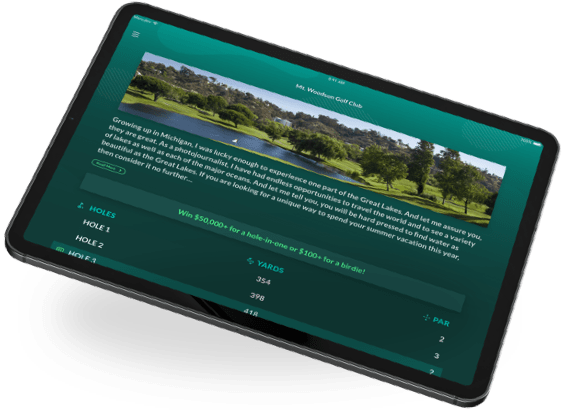 9:41 AM
100%
Mt. Woodson Golf Club
Growing up in Michigan, I was lucky enough to experience one part of the Great Lakes. And let me assure you,
they are great. As a photojournalist, I have had endless opportunities to travel the world and to see a variety
of lakes as well as each of the major oceans. And let me tell you, you will be hard pressed to find water as
beautiful as the Great Lakes. If you are looking for a unique way to spend your summer vacation this year,
then consider it no further...
Read More
Win $50,000+ for a hole-in-one or $100+ for a birdie!
HOLES YARDS PAR
HOLE 1 354 2
HOLE 2 398 3
HOLE 3 418 2